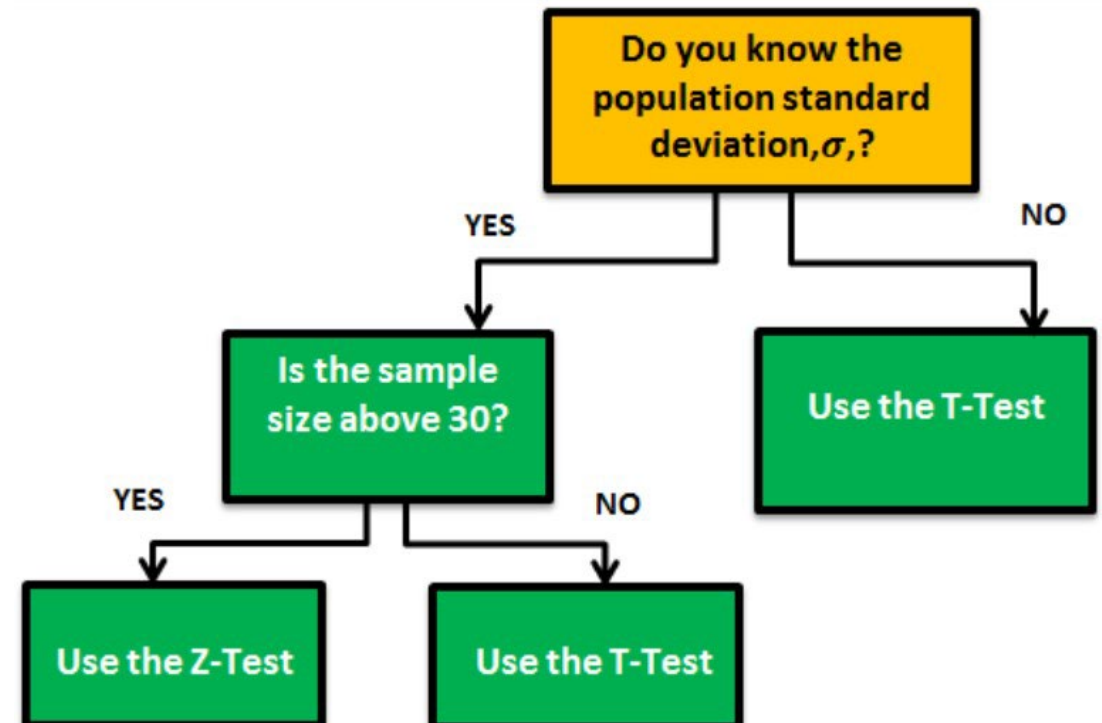 Do you know the
population standard
deviation,σ,?
YES
NO
Is the sample
size above 30?
Use the T-Test
YES
NO
Use the Z-Test
Use the T-Test